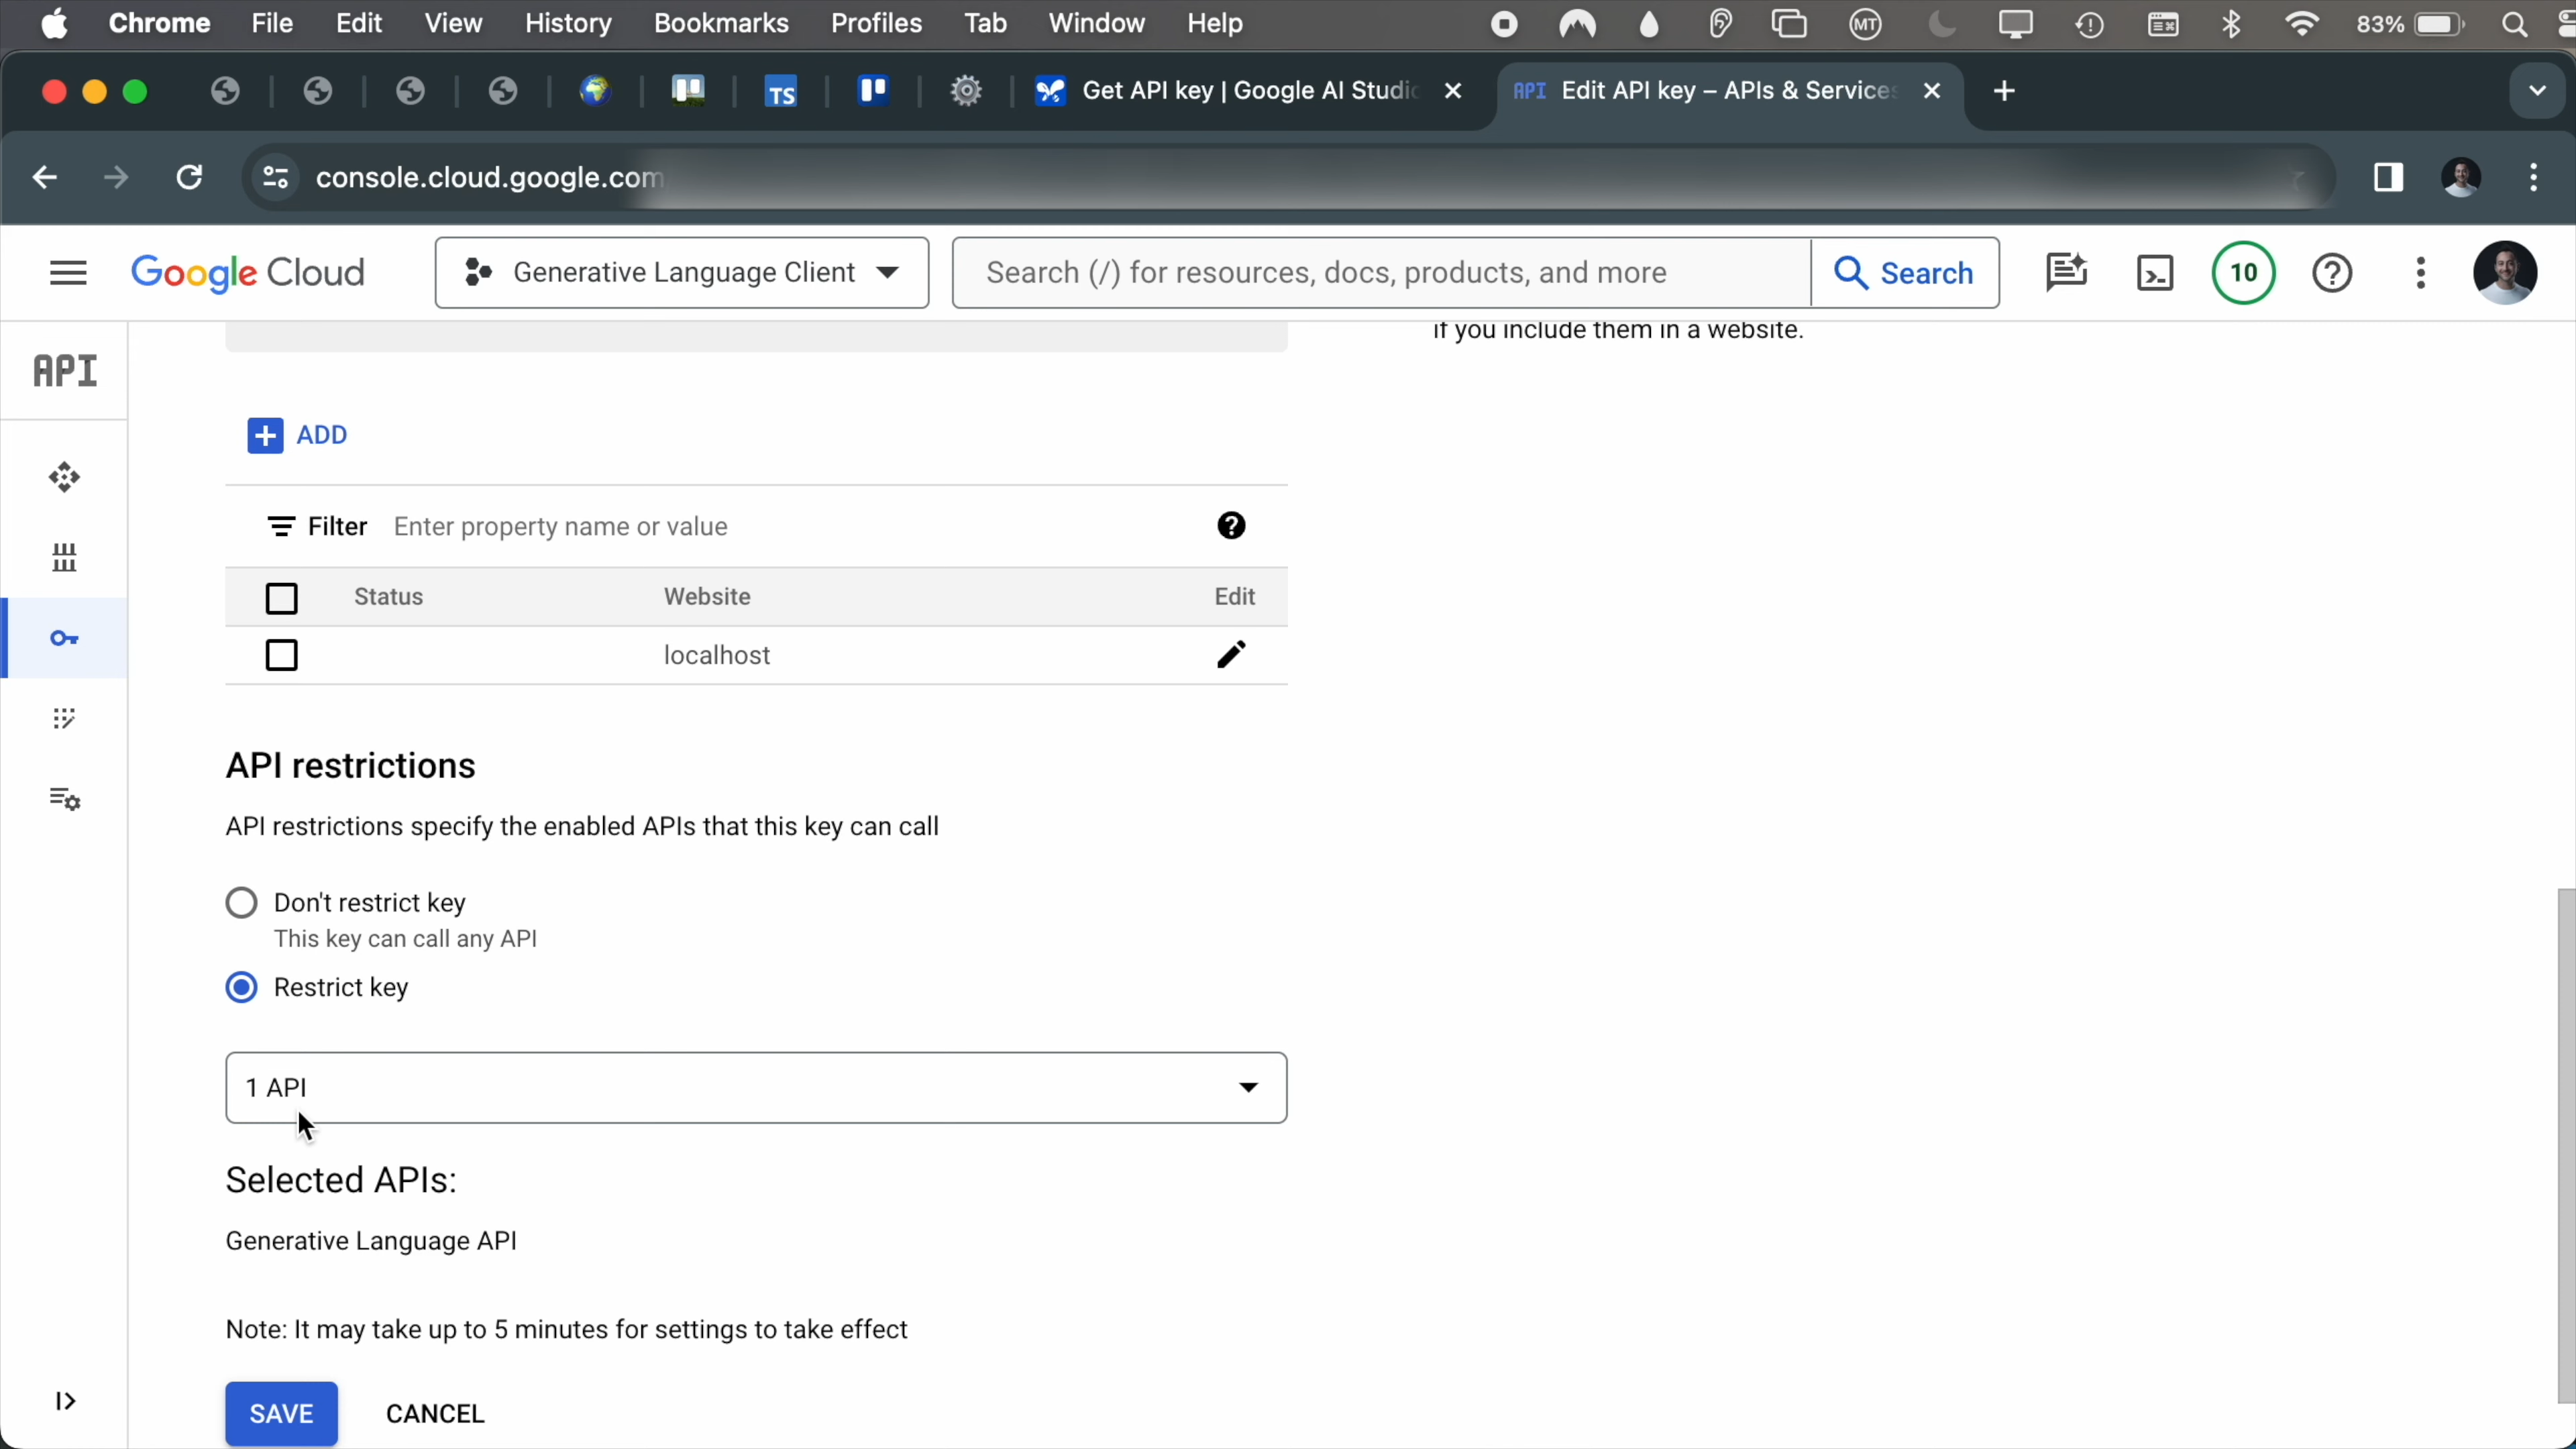 Chrome File Edit View History Bookmarks Profiles Tab Window Help MT 83%
TS Get API key | Google AI Studio API Edit API key – APIs & Services
console.cloud.google.com
Google Cloud Generative Language Client Search (/) for resources, docs, products, and more Search 10
if you include them in a website.
API
ADD
Filter Enter property name or value
Status Website Edit
localhost
API restrictions
API restrictions specify the enabled APIs that this key can call
Don't restrict key
This key can call any API
Restrict key
1 API
Selected APIs:
Generative Language API
Note: It may take up to 5 minutes for settings to take effect
SAVE CANCEL